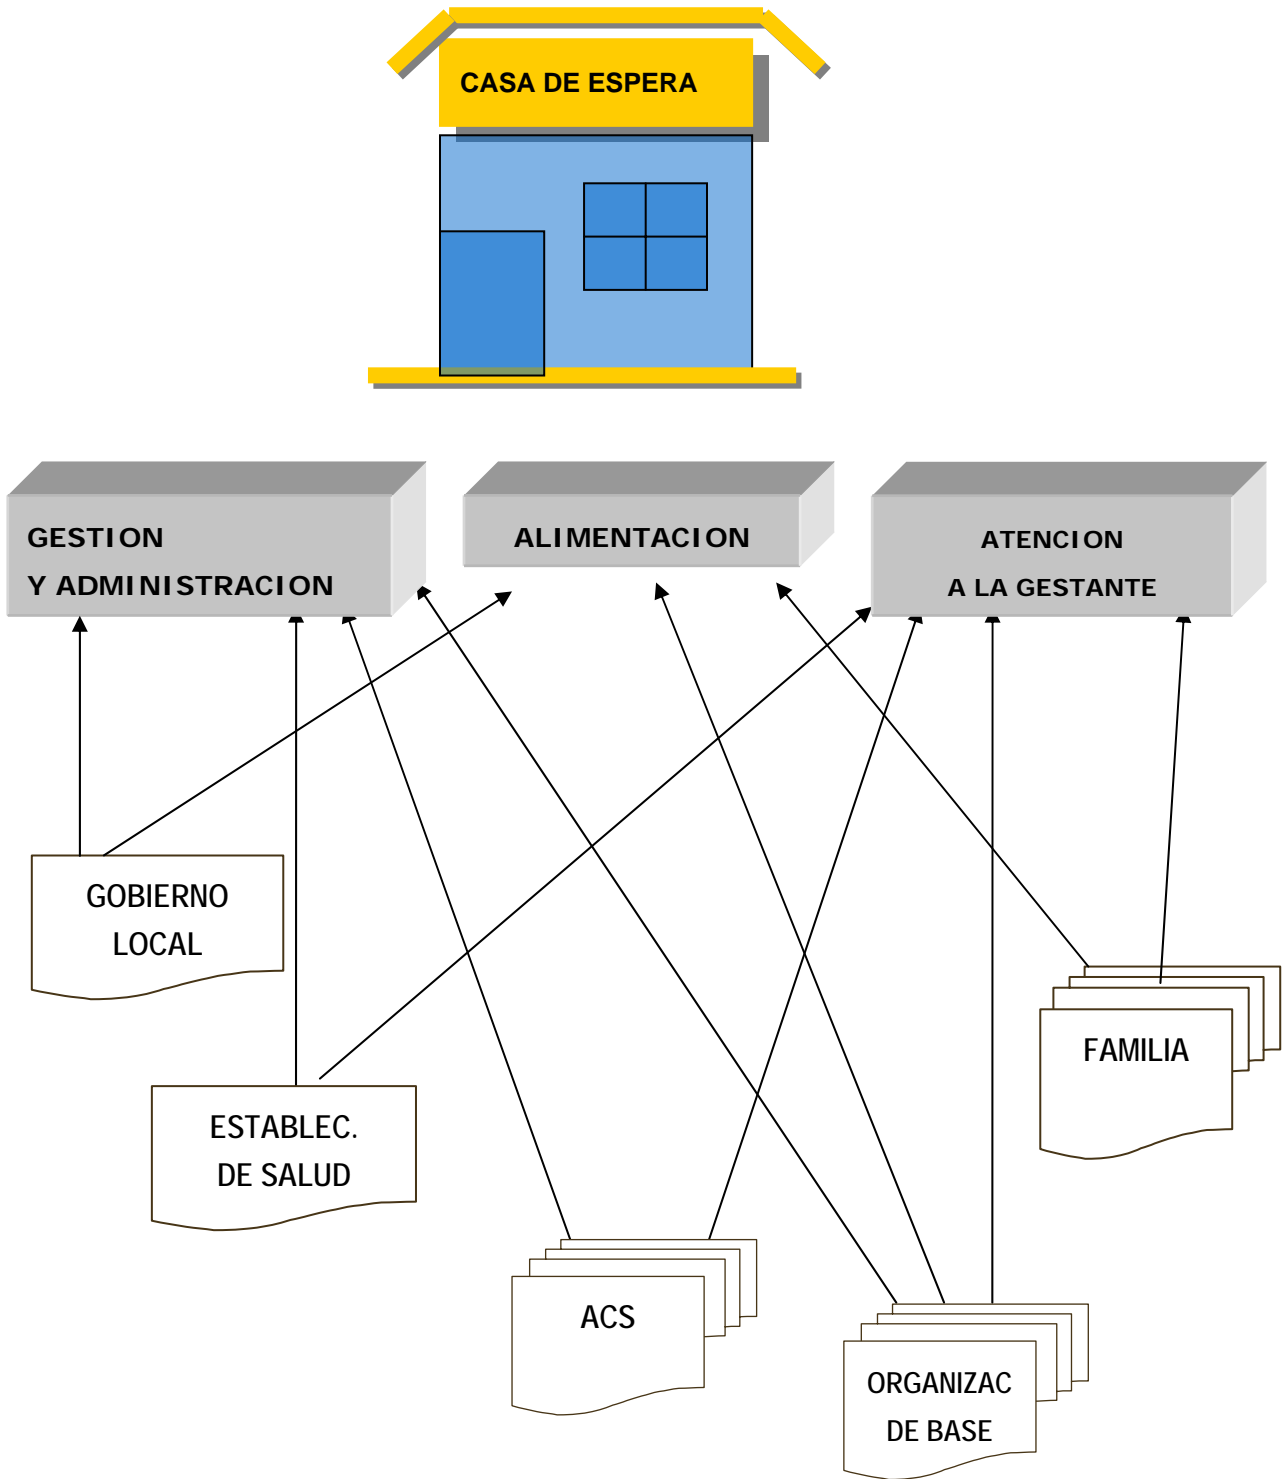 CASA DE ESPERA
GESTION
Y ADMINISTRACION
ALIMENTACION
ATENCION
A LA GESTANTE
GOBIERNO
LOCAL
FAMILIA
ESTABLEC.
DE SALUD
ACS
ORGANIZAC
DE BASE